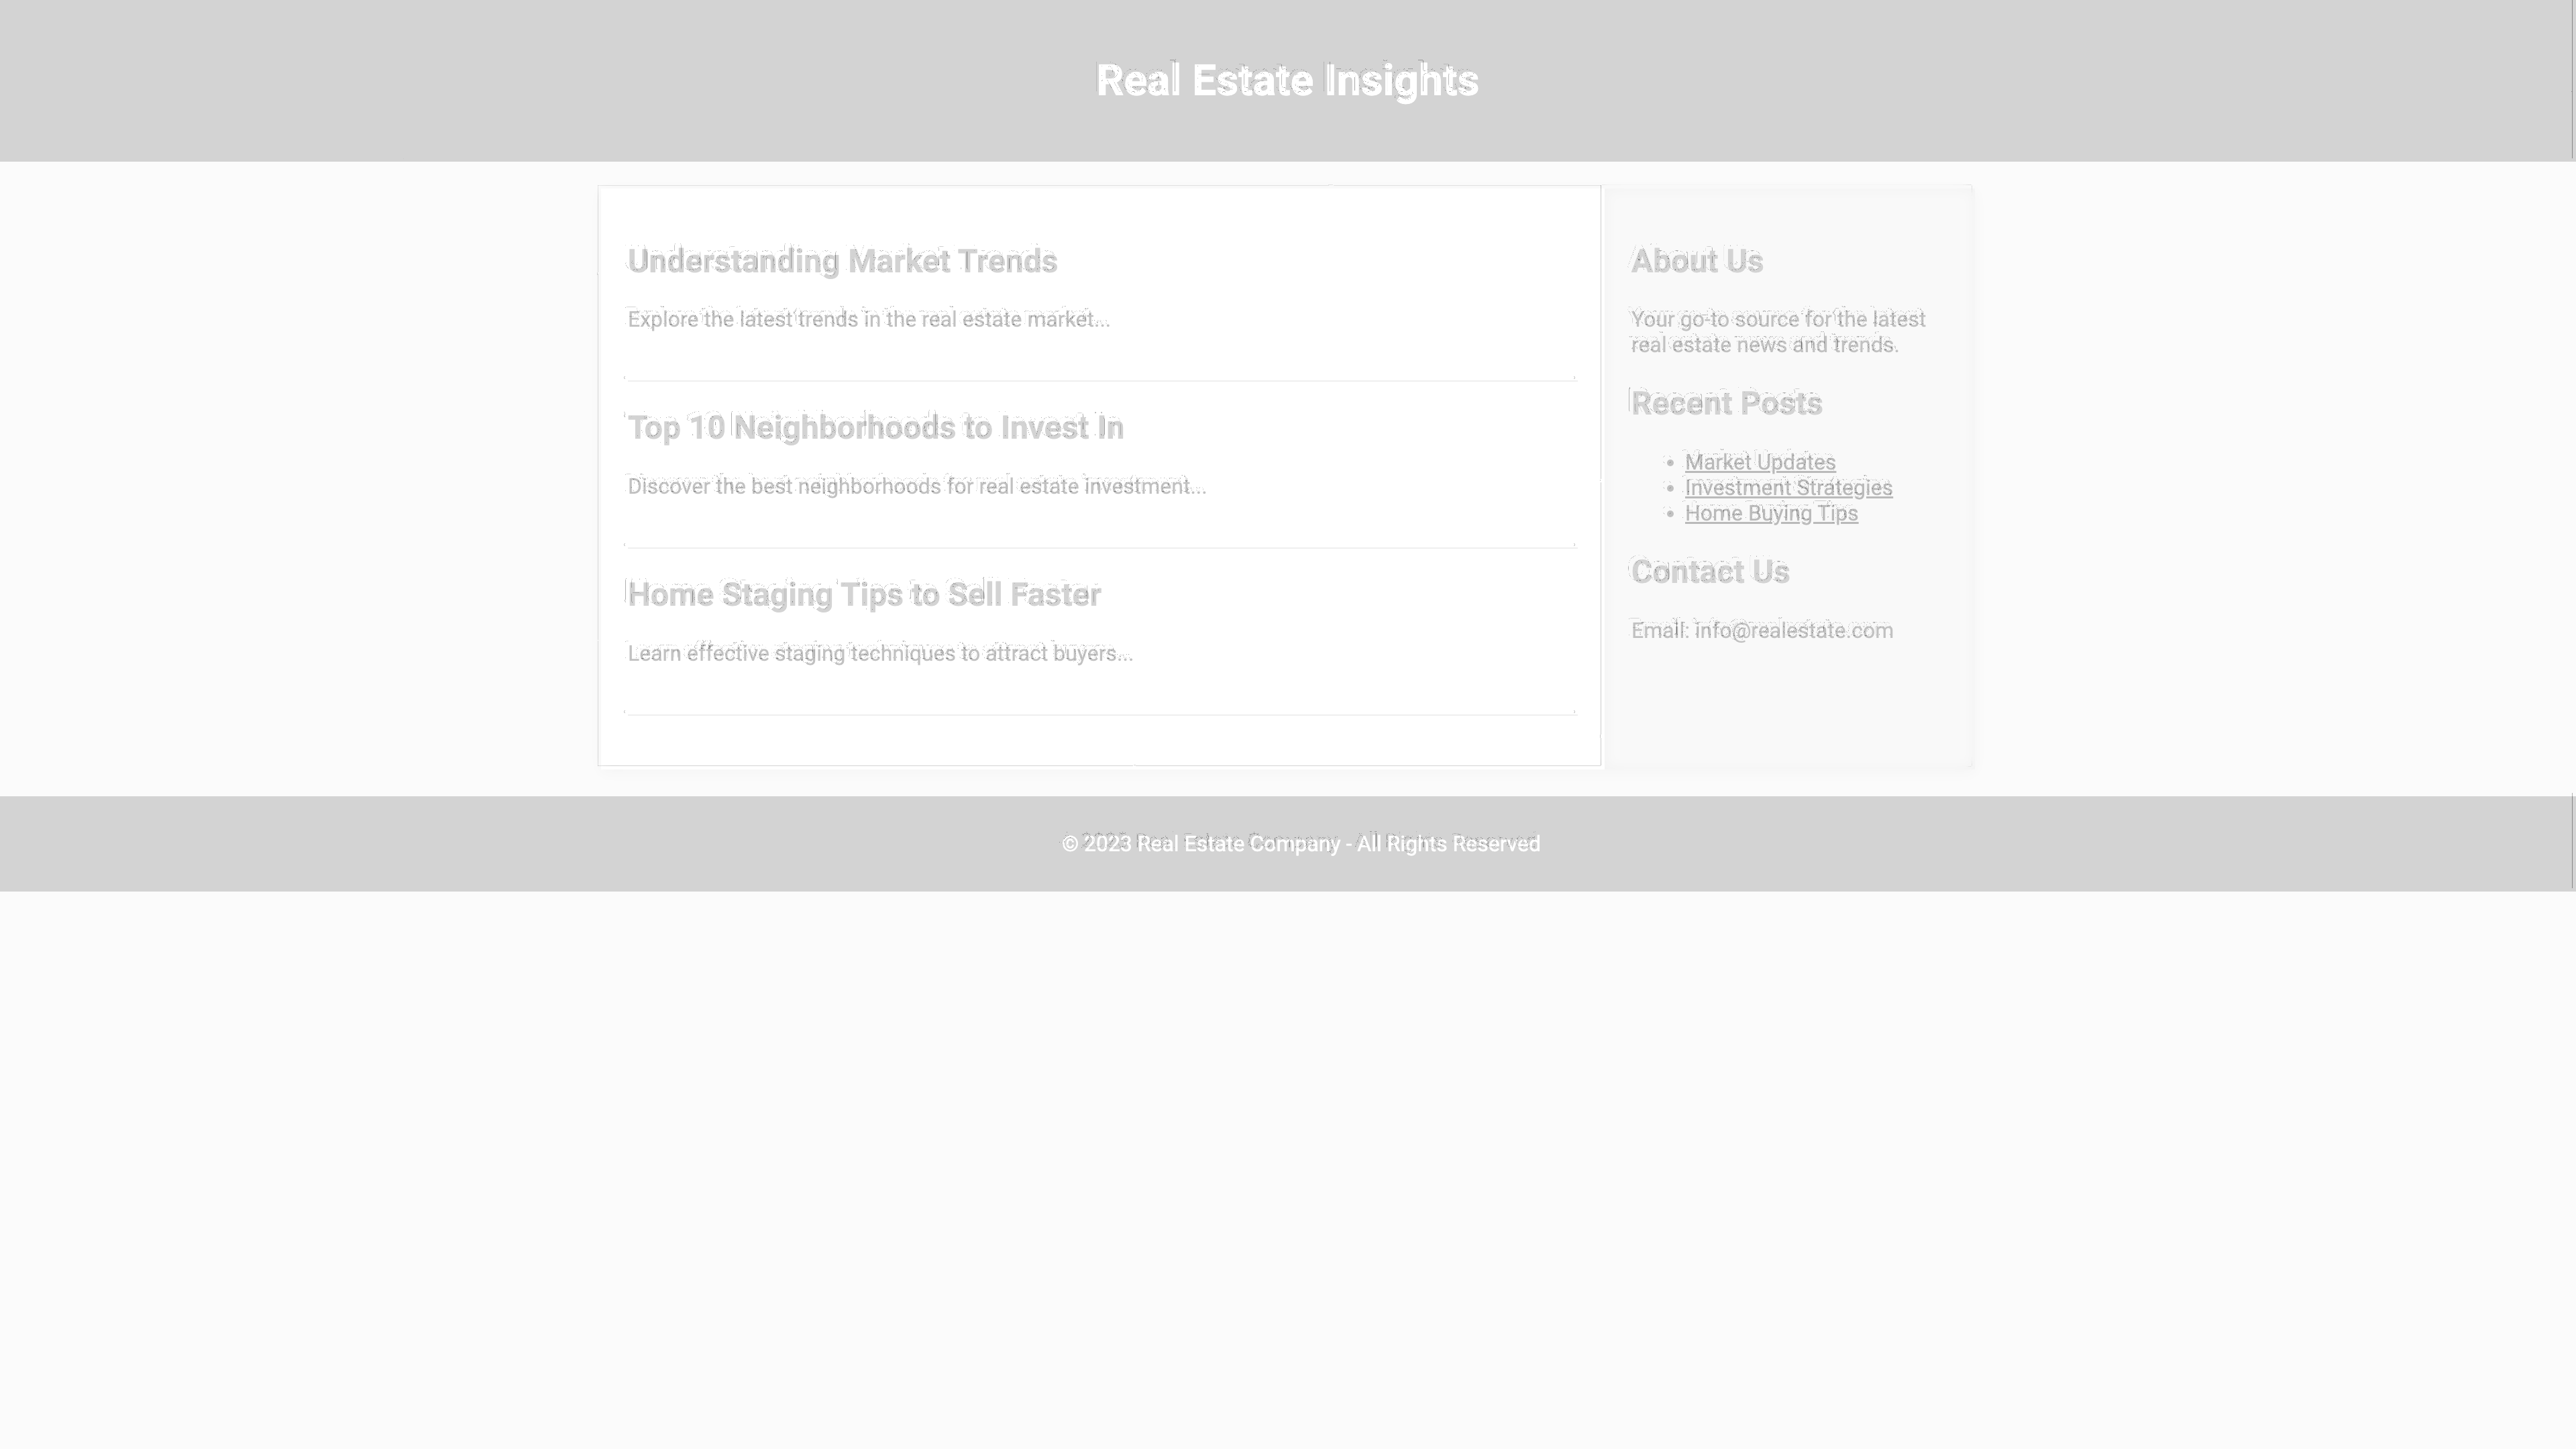 Real Estate Insights
Understanding Market Trends
Explore the latest trends in the real estate market...
Top 10 Neighborhoods to Invest In
Discover the best neighborhoods for real estate investment...
Home Staging Tips to Sell Faster
Learn effective staging techniques to attract buyers...
About Us
Your go-to source for the latest
real estate news and trends.
Recent Posts
• Market Updates
• Investment Strategies
• Home Buying Tips
Contact Us
Email: info@realestate.com
© 2023 Real Estate Company - All Rights Reserved